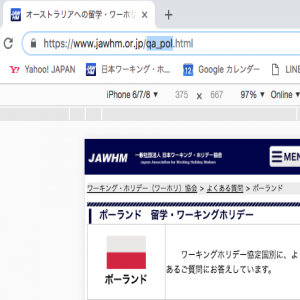 オーストラリアへの留学・ワーホリ
https://www.jawhm.or.jp/qa_pol.html
Yahoo! JAPAN 日本ワーキング・ホ 12 Google カレンダー LINE
iPhone 6/7/8 ▼ 375 × 667 97% ▼ Online
JAWHM 一般社団法人 日本ワーキング・ホリデー協会 MEN
Japan Association for Working Holiday Makers
ワーキング・ホリデー（ワーホリ）協会 > よくある質問 > ポーランド
ポーランド 留学・ワーキングホリデー
ワーキングホリデー協定国別に、よ
あるご質問にお答えしています。
ポーランド